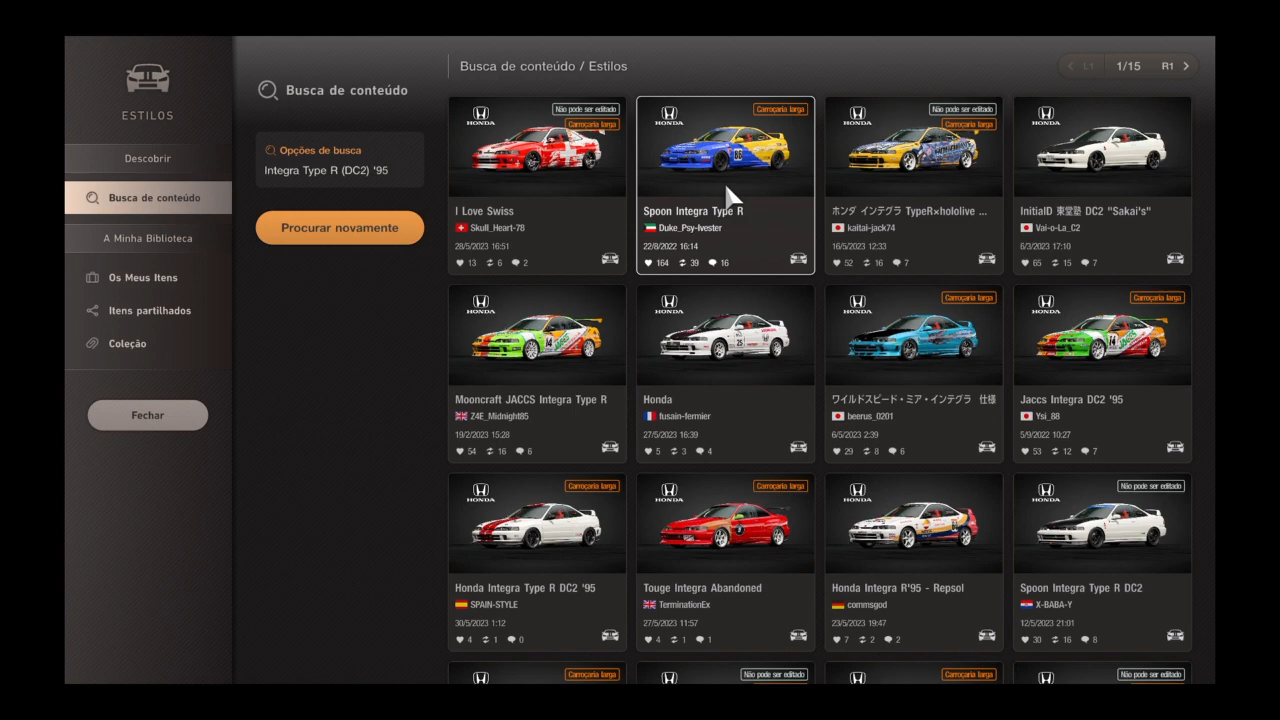 ESTILOS
Descobrir
Busca de conteúdo
A Minha Biblioteca
Os Meus Itens
Itens partilhados
Coleção
Fechar
Busca de conteúdo
Opções de busca
Integra Type R (DC2) '95
Procurar novamente
Busca de conteúdo / Estilos
L1 1/15 R1
HONDA Não pode ser editado
Carroçaria larga
I Love Swiss
Skull_Heart-78
28/5/2023 16:51
13 6 2
HONDA Carroçaria larga
86
Spoon Integra Type R
Duke_Psy-Ivester
22/8/2022 16:14
164 39 16
HONDA Não pode ser editado
Carroçaria larga
ホンダ インテグラ TypeR×hololive ...
kaitai-jack74
16/5/2023 12:33
52 16 7
HONDA
InitialD 東堂塾 DC2 "Sakai's"
Vai-o-La_C2
6/3/2023 17:10
65 15 7
HONDA
14
Mooncraft JACCS Integra Type R
Z4E_Midnight85
19/2/2023 15:28
54 16 6
HONDA
25
Honda
fusain-fermier
27/5/2023 16:39
5 3 4
HONDA Carroçaria larga
ワイルドスピード・ミア・インテグラ 仕様
beerus_0201
6/5/2023 2:39
29 8 6
HONDA Carroçaria larga
14
Jaccs Integra DC2 '95
Ysi_88
5/9/2022 10:27
53 12 7
HONDA Carroçaria larga
Honda Integra Type R DC2 '95
SPAIN-STYLE
30/5/2023 1:12
4 1 0
HONDA Carroçaria larga
Touge Integra Abandoned
TerminationEx
27/5/2023 11:57
4 1 1
HONDA
Honda Integra R'95 - Repsol
commsgod
23/5/2023 19:47
7 2 2
HONDA Não pode ser editado
Spoon Integra Type R DC2
X-BABA-Y
12/5/2023 21:01
30 16 8
Carroçaria larga
Não pode ser editado
Carroçaria larga
Não pode ser editado